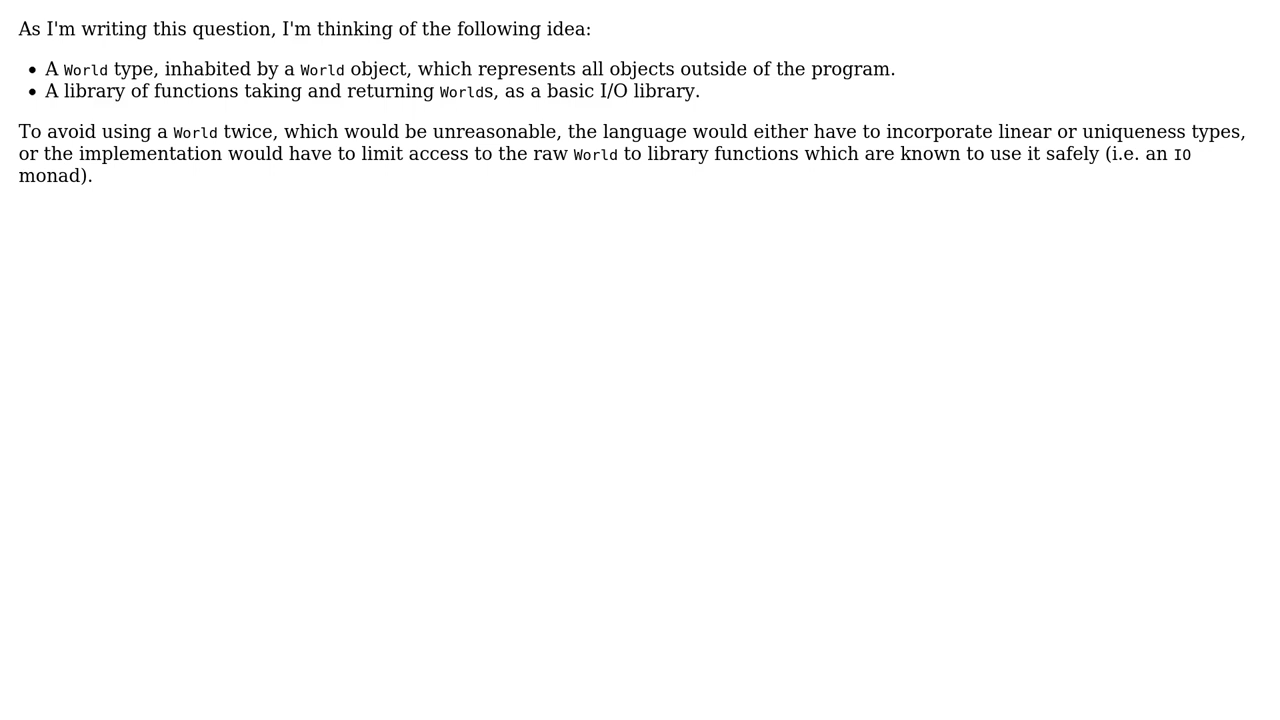 As I'm writing this question, I'm thinking of the following idea:
• A World type, inhabited by a World object, which represents all objects outside of the program.
• A library of functions taking and returning Worlds, as a basic I/O library.
To avoid using a World twice, which would be unreasonable, the language would either have to incorporate linear or uniqueness types,
or the implementation would have to limit access to the raw World to library functions which are known to use it safely (i.e. an IO
monad).